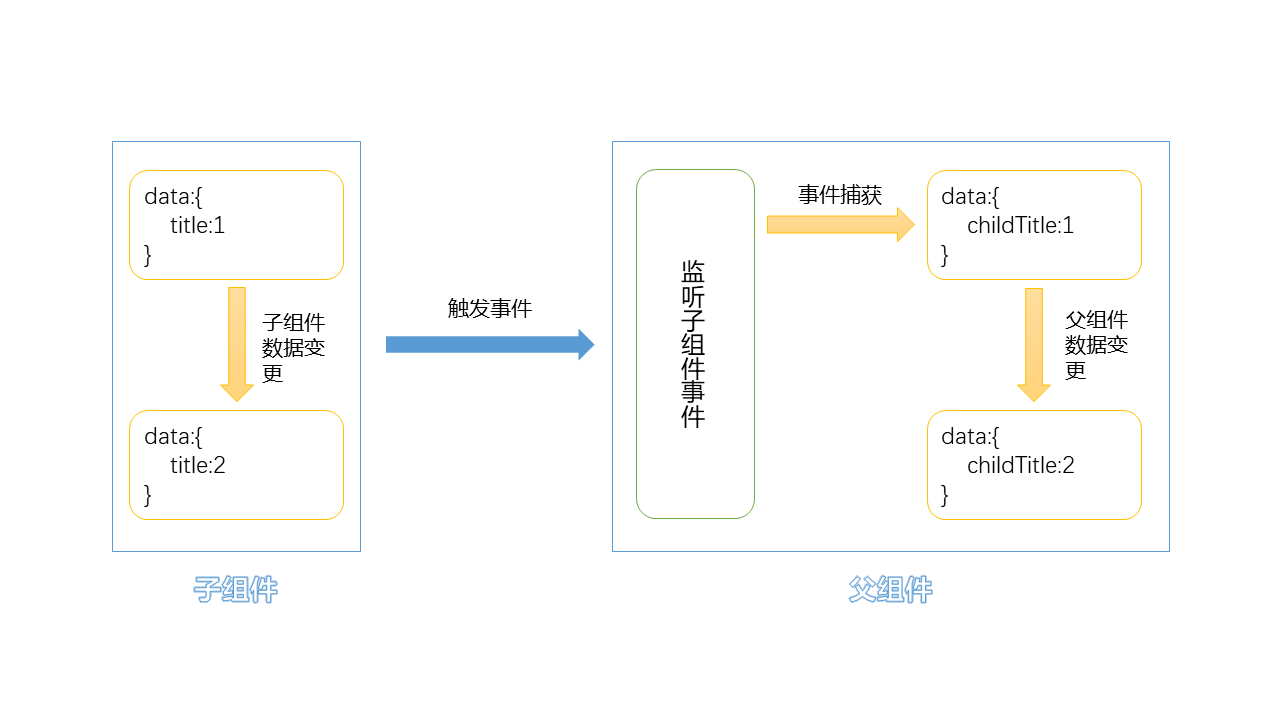 data:{
title:1
}
子组件
数据变
更
data:{
title:2
}
子组件
触发事件
监听子组件事件
事件捕获
data:{
childTitle:1
}
父组件
数据变
更
data:{
childTitle:2
}
父组件